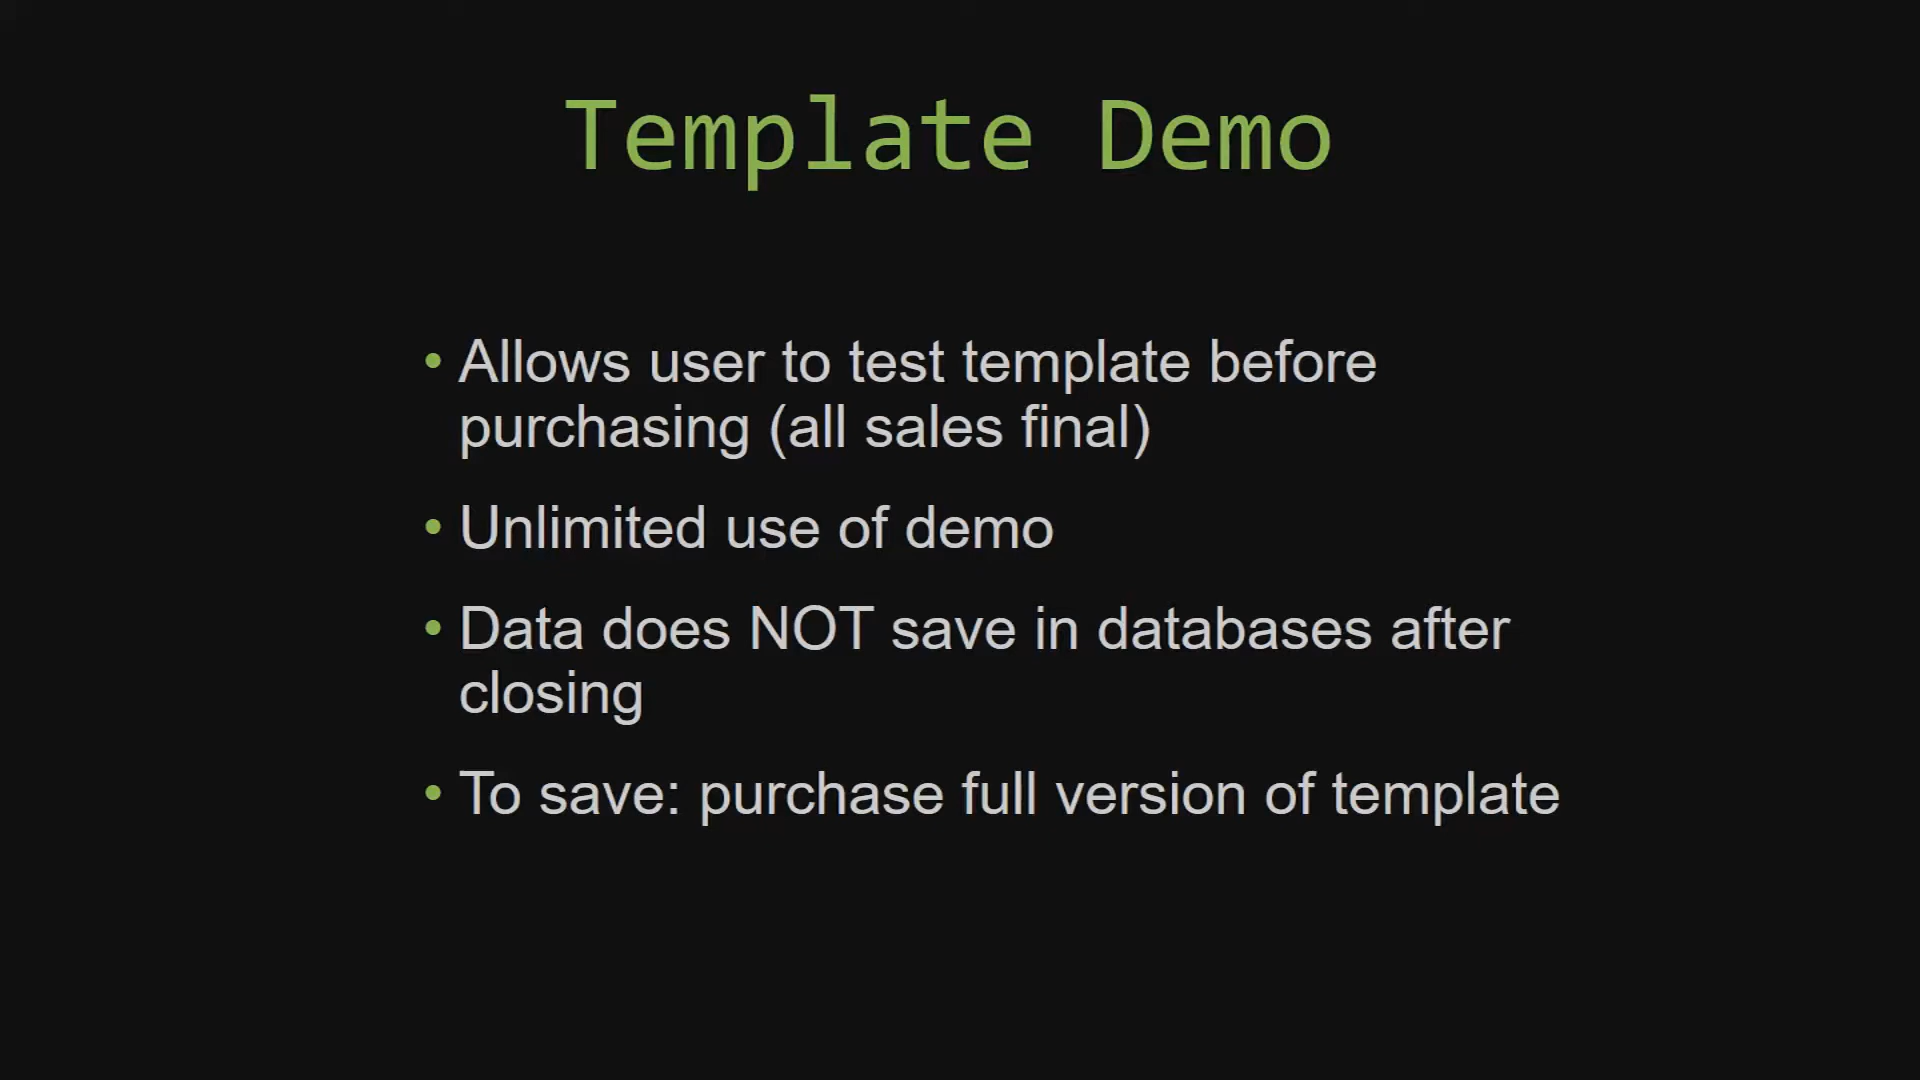 Template Demo
• Allows user to test template before
purchasing (all sales final)
• Unlimited use of demo
• Data does NOT save in databases after
closing
• To save: purchase full version of template